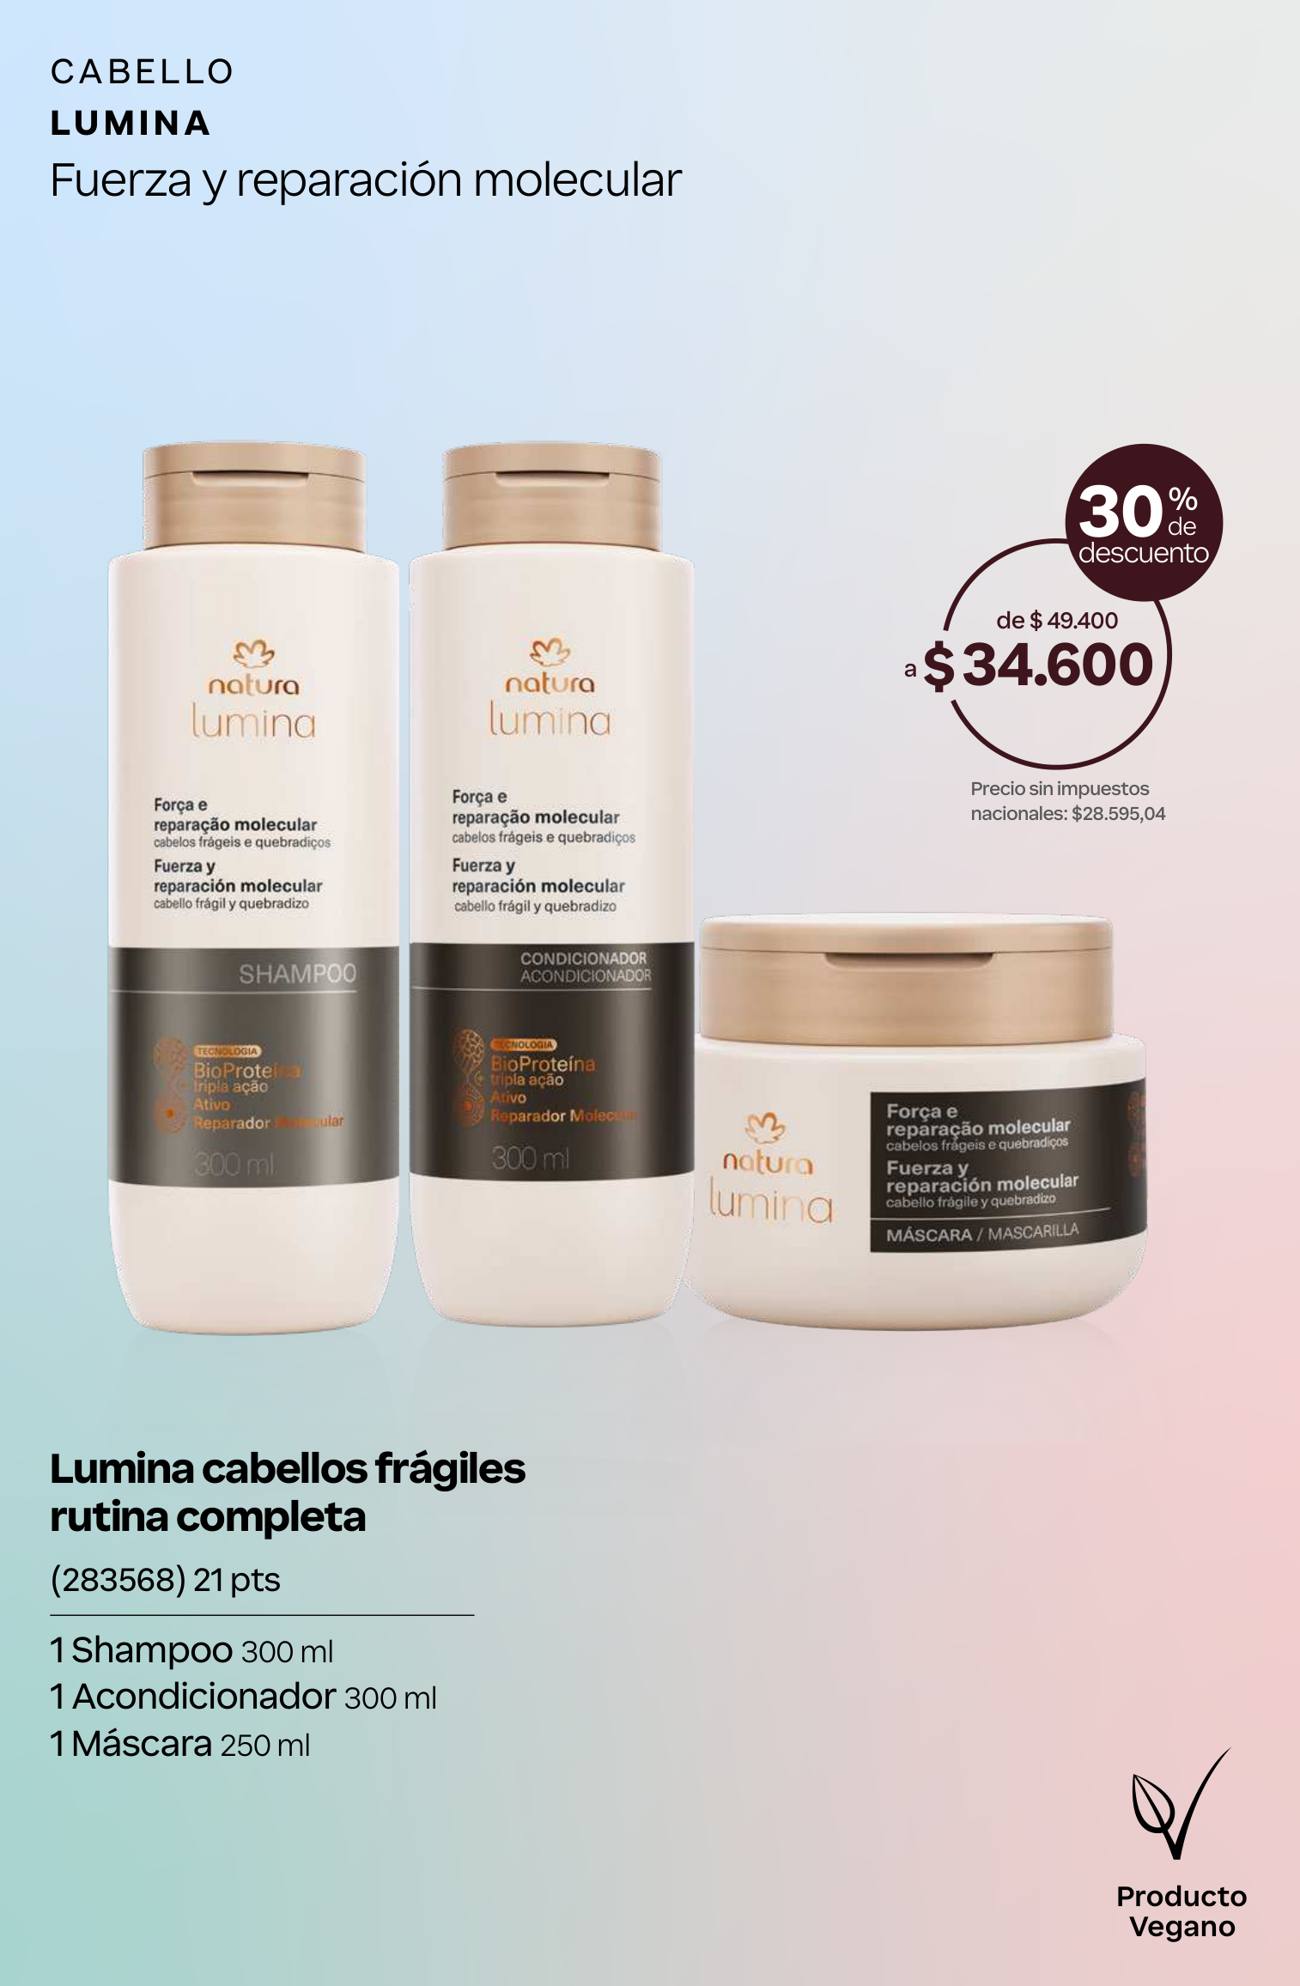 CABELLO
LUMINA
Fuerza y reparación molecular
30%
de
descuento
de $ 49.400
a $ 34.600
Precio sin impuestos
nacionales: $28.595,04
natura
lumina
Força e
reparação molecular
cabelos frágeis e quebradiços
Fuerza y
reparación molecular
cabello frágil y quebradizo
SHAMPOO
TECNOLOGIA
BioProteína
tripla ação
Ativo
Reparador Molecular
300 ml
natura
lumina
Força e
reparação molecular
cabelos frágeis e quebradiços
Fuerza y
reparación molecular
cabello frágil y quebradizo
CONDICIONADOR
ACONDICIONADOR
TECNOLOGIA
BioProteína
tripla ação
Ativo
Reparador Molecular
300 ml
natura
lumina
Força e
reparação molecular
cabelos frágeis e quebradiços
Fuerza y
reparación molecular
cabello frágile y quebradizo
MÁSCARA / MASCARILLA
Lumina cabellos frágiles
rutina completa
(283568) 21 pts
1 Shampoo 300 ml
1 Acondicionador 300 ml
1 Máscara 250 ml
Producto
Vegano